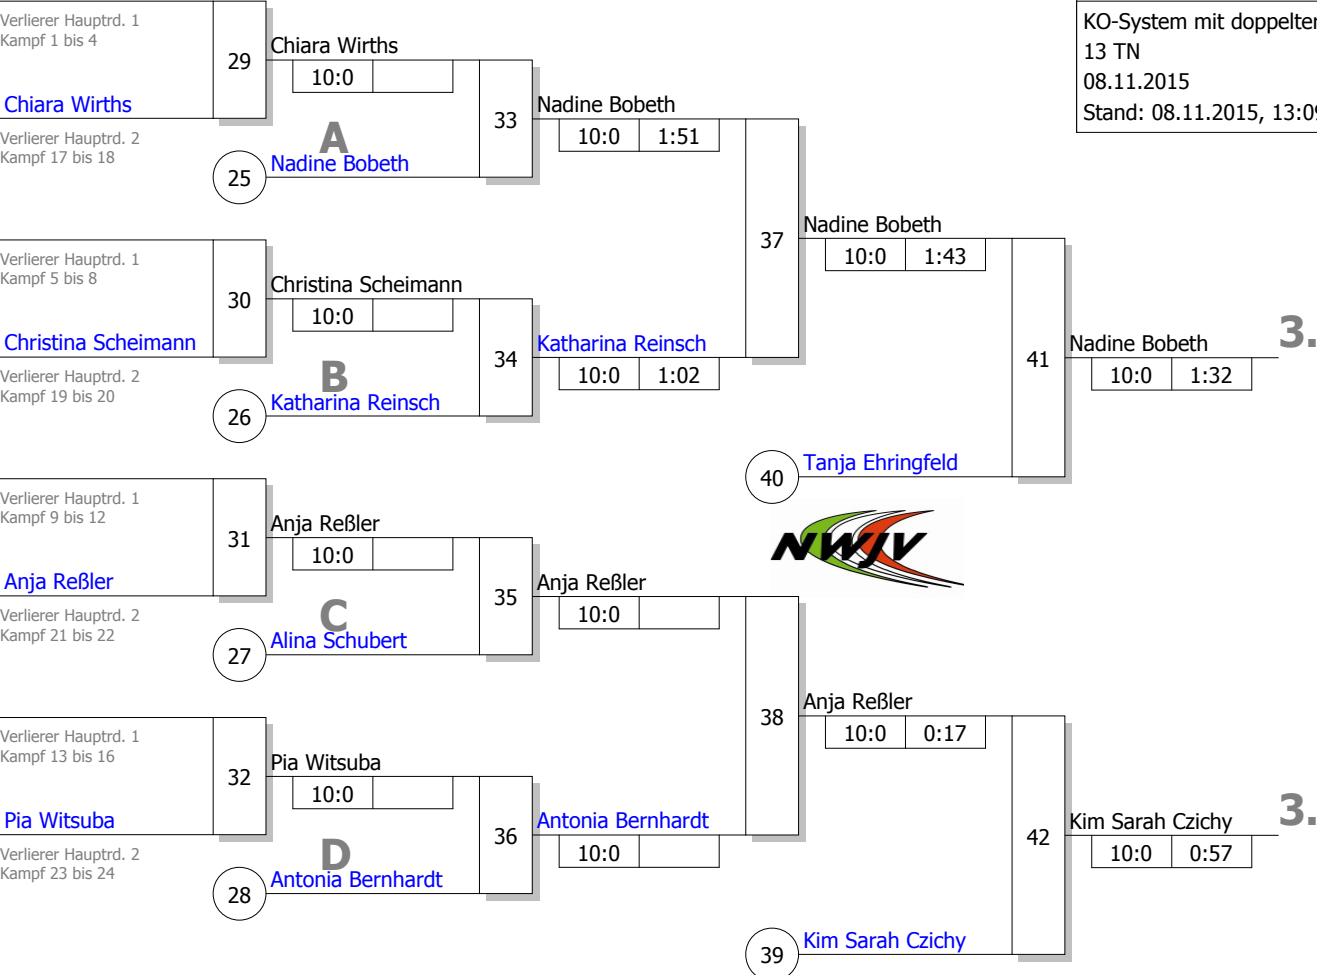 Verlierer Hauptrd. 1
Kampf 1 bis 4
29
Chiara Wirths
10:0
Chiara Wirths
Verlierer Hauptrd. 2
Kampf 17 bis 18
A
25
Nadine Bobeth
33
Nadine Bobeth
10:0 1:51
KO-System mit doppelter
13 TN
08.11.2015
Stand: 08.11.2015, 13:09
Verlierer Hauptrd. 1
Kampf 5 bis 8
30
Christina Scheimann
10:0
Christina Scheimann
Verlierer Hauptrd. 2
Kampf 19 bis 20
B
26
Katharina Reinsch
34
Katharina Reinsch
10:0 1:02
37
Nadine Bobeth
10:0 1:43
41
Nadine Bobeth
10:0 1:32
3.
40
Tanja Ehringfeld
NWJV
Verlierer Hauptrd. 1
Kampf 9 bis 12
31
Anja Reßler
10:0
Anja Reßler
Verlierer Hauptrd. 2
Kampf 21 bis 22
C
27
Alina Schubert
35
Anja Reßler
10:0
Verlierer Hauptrd. 1
Kampf 13 bis 16
32
Pia Witsuba
10:0
Pia Witsuba
Verlierer Hauptrd. 2
Kampf 23 bis 24
D
28
Antonia Bernhardt
36
Antonia Bernhardt
10:0
38
Anja Reßler
10:0 0:17
42
Kim Sarah Czichy
10:0 0:57
3.
39
Kim Sarah Czichy